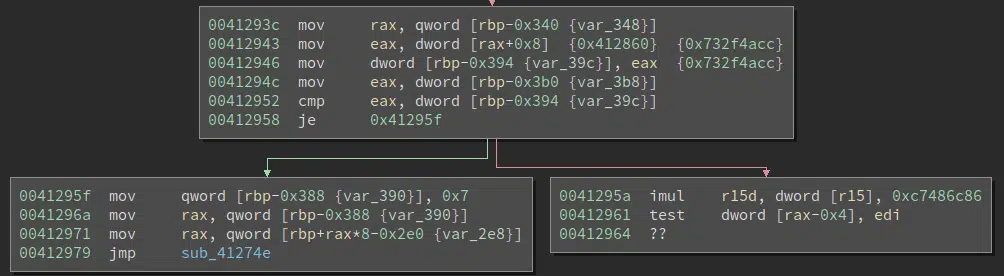 0041293c mov rax, qword [rbp-0x340 {var_348}]
00412943 mov eax, dword [rax+0x8] {0x412860} {0x732f4acc}
00412946 mov dword [rbp-0x394 {var_39c}], eax {0x732f4acc}
0041294c mov eax, dword [rbp-0x3b0 {var_3b8}]
00412952 cmp eax, dword [rbp-0x394 {var_39c}]
00412958 je 0x41295f
0041295f mov qword [rbp-0x388 {var_390}], 0x7
0041296a mov rax, qword [rbp-0x388 {var_390}]
00412971 mov rax, qword [rbp+rax*8-0x2e0 {var_2e8}]
00412979 jmp sub_41274e
0041295a imul r15d, dword [r15], 0xc7486c86
00412961 test dword [rax-0x4], edi
00412964 ??